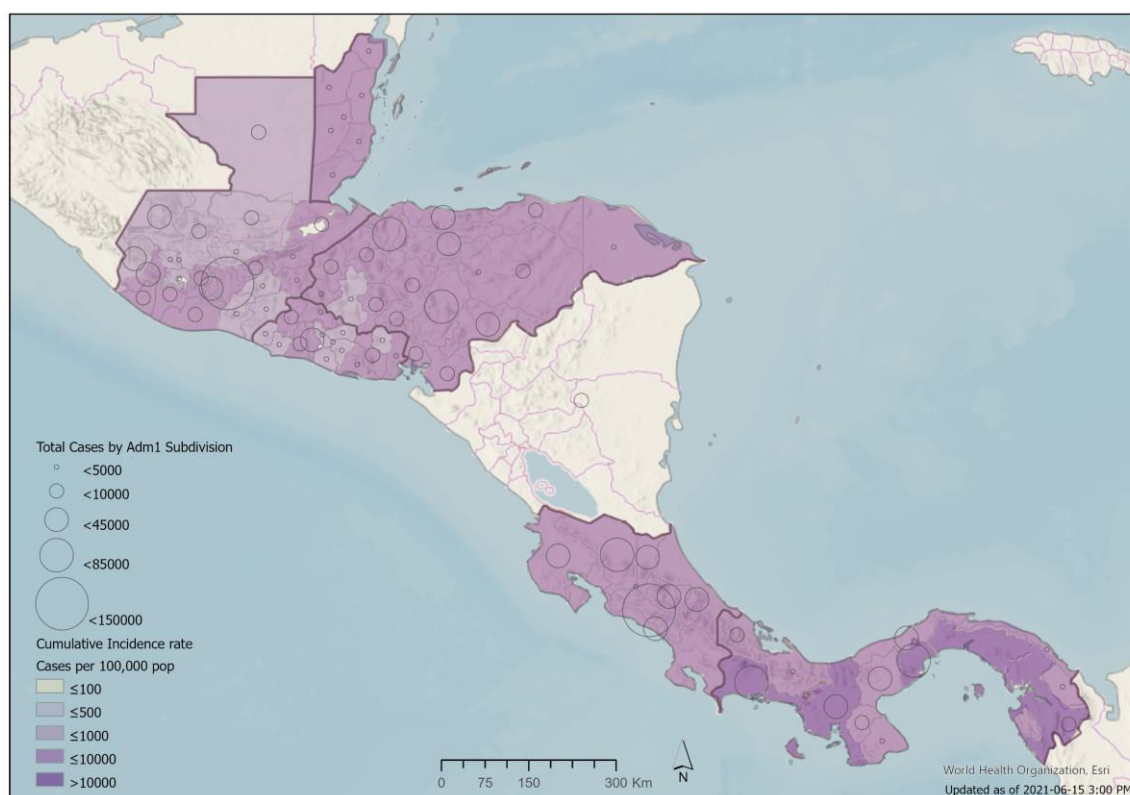 Total Cases by Adm1 Subdivision
<5000
<10000
<45000
<85000
<150000
Cumulative Incidence rate
Cases per 100,000 pop
≤100
≤500
≤1000
≤10000
>10000
0 75 150 300 Km
N
World Health Organization, Esri
Updated as of 2021-06-15 3:00 PM